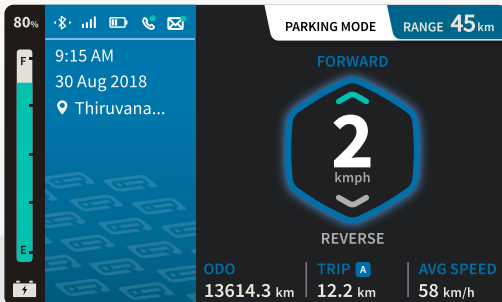 80%
PARKING MODE
RANGE 45 km
F
9:15 AM
30 Aug 2018
Thiruvana...
FORWARD
2
kmph
REVERSE
E
ODO
13614.3 km
TRIP A
12.2 km
AVG SPEED
58 km/h